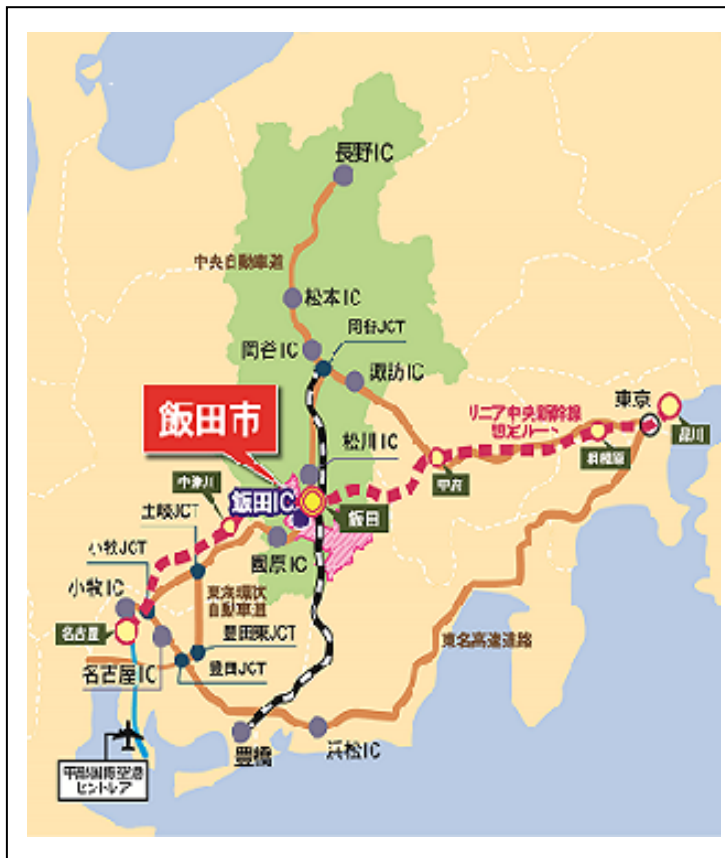 長野IC
中央自動車道
松本IC
岡谷JCT
岡谷IC
諏訪IC
飯田市
リニア中央新幹線
想定ルート
東京
品川
松川IC
相模原
甲府
中津川
飯田IC
飯田
土岐JCT
小牧JCT
園原IC
小牧IC
東海環状
自動車道
名古屋
豊田東JCT
東名高速道路
名古屋IC
豊田JCT
豊橋
浜松IC
中部国際空港
セントレア